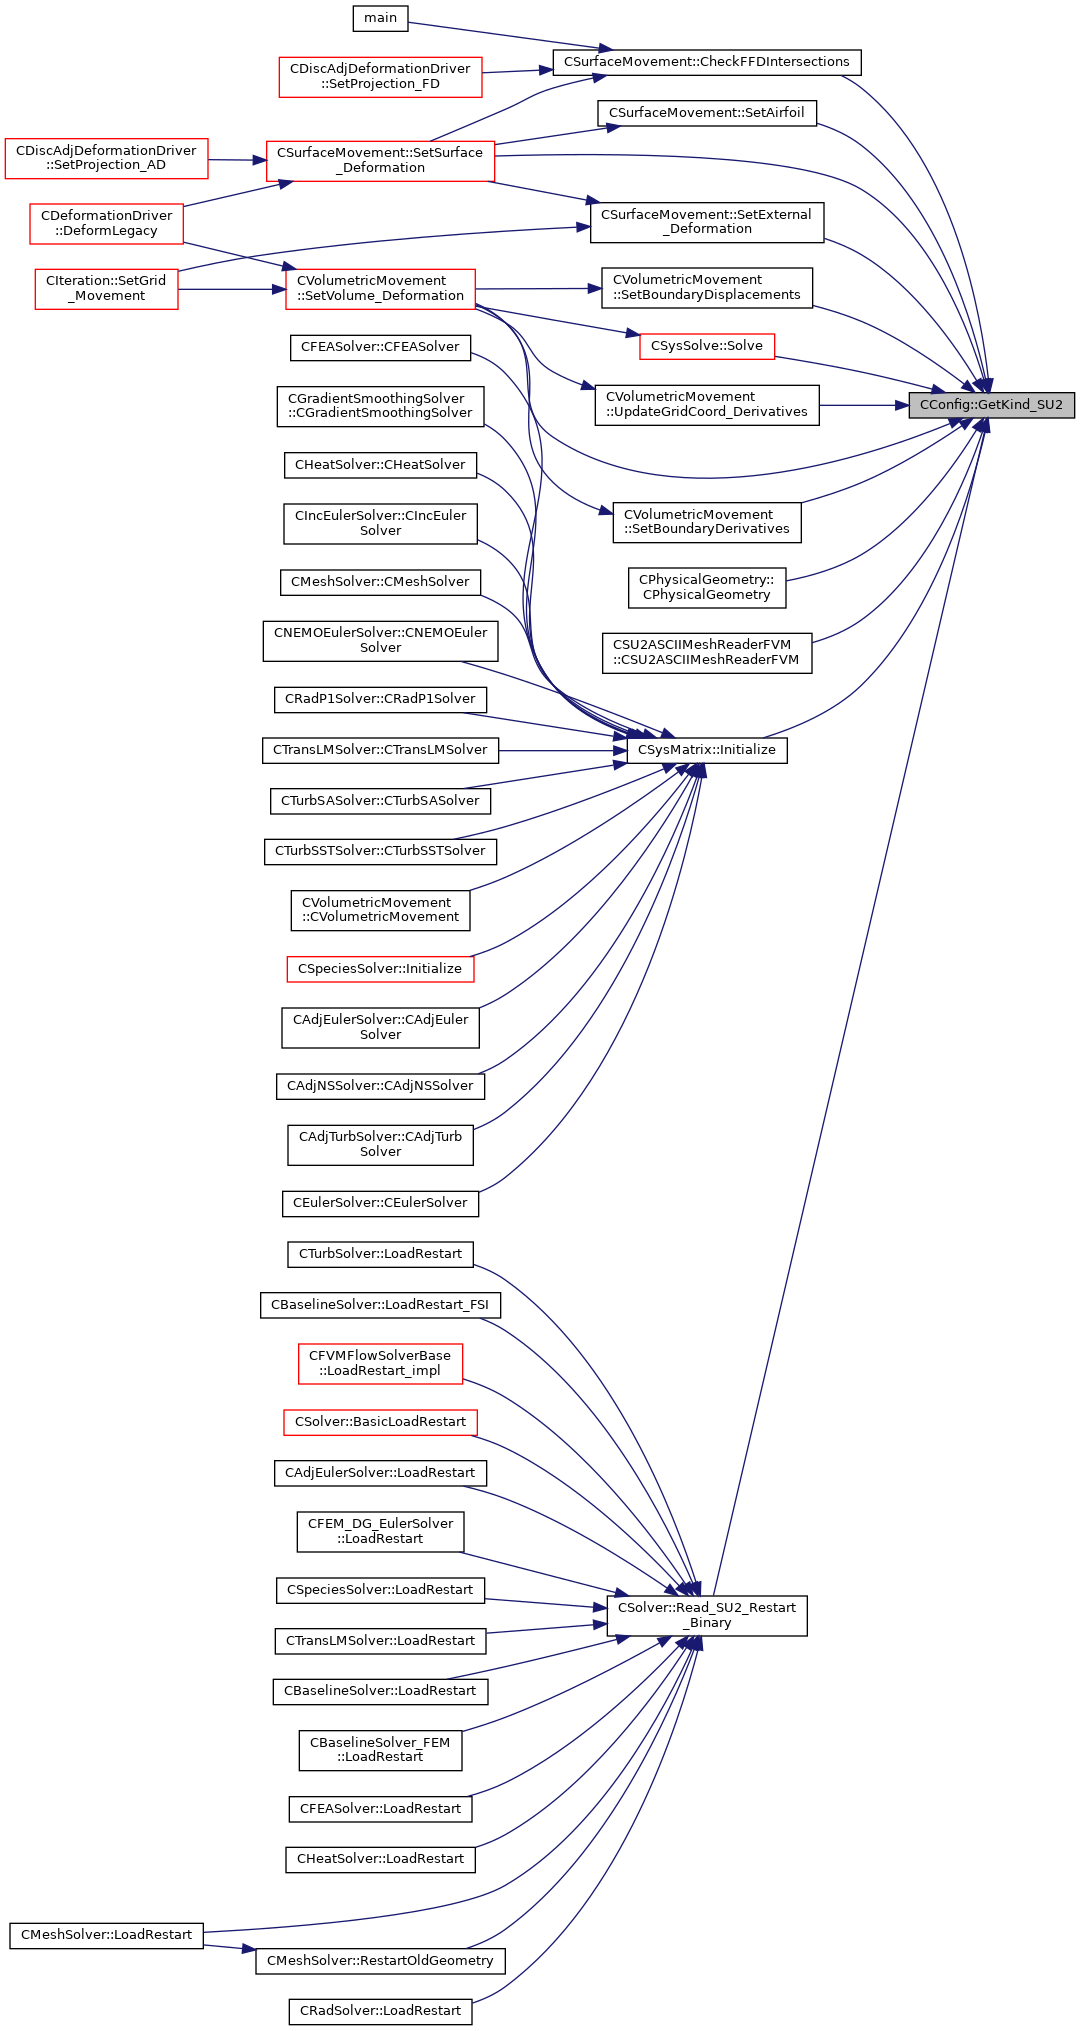 main
CSurfaceMovement::CheckFFDIntersections
CDiscAdjDeformationDriver
::SetProjection_FD
CSurfaceMovement::SetAirfoil
CDiscAdjDeformationDriver
::SetProjection_AD
CSurfaceMovement::SetSurface
_Deformation
CDeformationDriver
::DeformLegacy
CSurfaceMovement::SetExternal
_Deformation
CIteration::SetGrid
_Movement
CVolumetricMovement
::SetVolume_Deformation
CVolumetricMovement
::SetBoundaryDisplacements
CFEASolver::CFEASolver
CSysSolve::Solve
CGradientSmoothingSolver
::CGradientSmoothingSolver
CVolumetricMovement
::UpdateGridCoord_Derivatives
CConfig::GetKind_SU2
CHeatSolver::CHeatSolver
CIncEulerSolver::CIncEuler
Solver
CVolumetricMovement
::SetBoundaryDerivatives
CMeshSolver::CMeshSolver
CPhysicalGeometry::
CPhysicalGeometry
CNEMOEulerSolver::CNEMOEuler
Solver
CSU2ASCIIMeshReaderFVM
::CSU2ASCIIMeshReaderFVM
CRadP1Solver::CRadP1Solver
CTransLMSolver::CTransLMSolver
CSysMatrix::Initialize
CTurbSASolver::CTurbSASolver
CTurbSSTSolver::CTurbSSTSolver
CVolumetricMovement
::CVolumetricMovement
CSpeciesSolver::Initialize
CAdjEulerSolver::CAdjEuler
Solver
CAdjNSSolver::CAdjNSSolver
CAdjTurbSolver::CAdjTurb
Solver
CEulerSolver::CEulerSolver
CTurbSolver::LoadRestart
CBaselineSolver::LoadRestart_FSI
CFVMFlowSolverBase
::LoadRestart_impl
CSolver::BasicLoadRestart
CAdjEulerSolver::LoadRestart
CFEM_DG_EulerSolver
::LoadRestart
CSpeciesSolver::LoadRestart
CSolver::Read_SU2_Restart
_Binary
CTransLMSolver::LoadRestart
CBaselineSolver::LoadRestart
CBaselineSolver_FEM
::LoadRestart
CFEASolver::LoadRestart
CHeatSolver::LoadRestart
CMeshSolver::LoadRestart
CMeshSolver::RestartOldGeometry
CRadSolver::LoadRestart